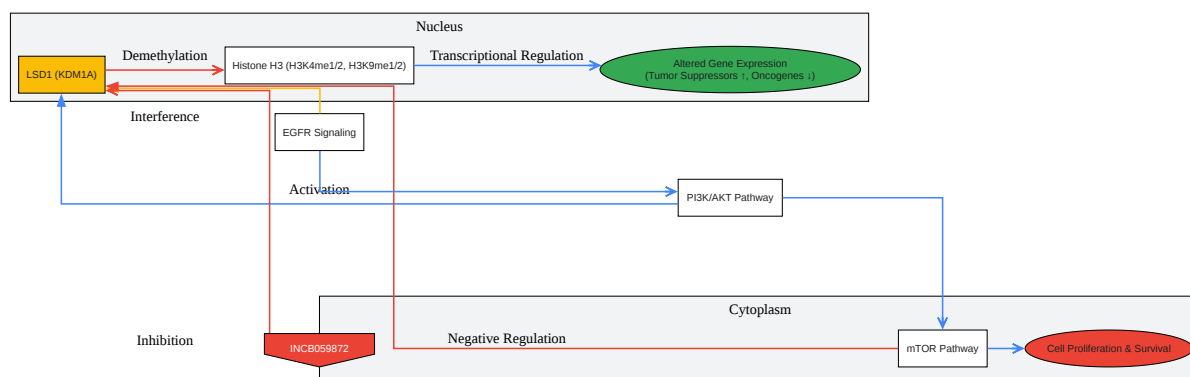 Nucleus
Demethylation
Transcriptional Regulation
LSD1 (KDM1A)
Histone H3 (H3K4me1/2, H3K9me1/2)
Altered Gene Expression
(Tumor Suppressors ↑, Oncogenes ↓)
Interference
EGFR Signaling
Activation
PI3K/AKT Pathway
Cytoplasm
Inhibition
INCB059872
Negative Regulation
mTOR Pathway
Cell Proliferation & Survival